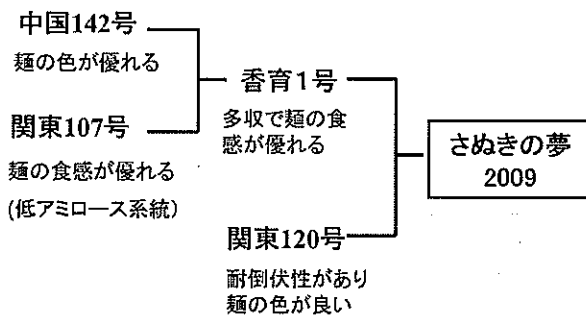 中国142号
麺の色が優れる
関東107号
麺の食感が優れる
(低アミロース系統)
香育1号
多収で麺の食
感が優れる
関東120号
耐倒伏性があり
麺の色が良い
さぬきの夢
2009